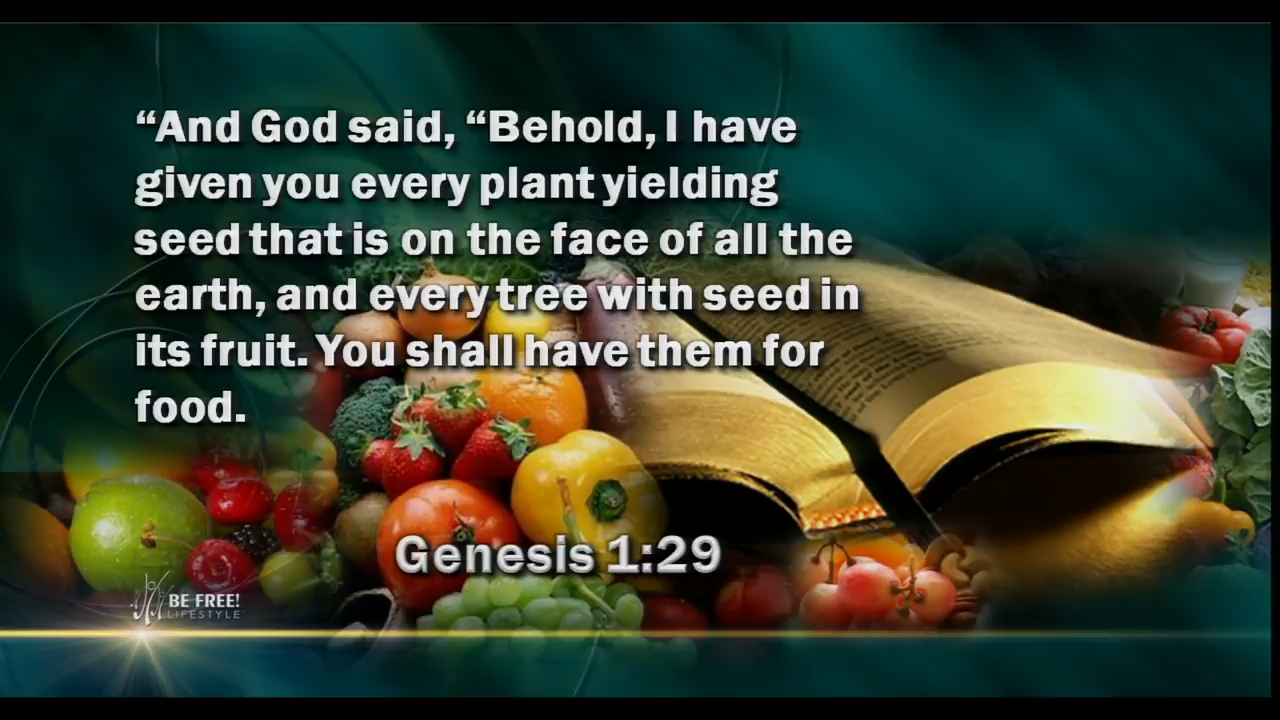 “And God said, “Behold, I have
given you every plant yielding
seed that is on the face of all the
earth, and every tree with seed in
its fruit. You shall have them for
food.
Genesis 1:29
BE FREE!
LIFESTYLE